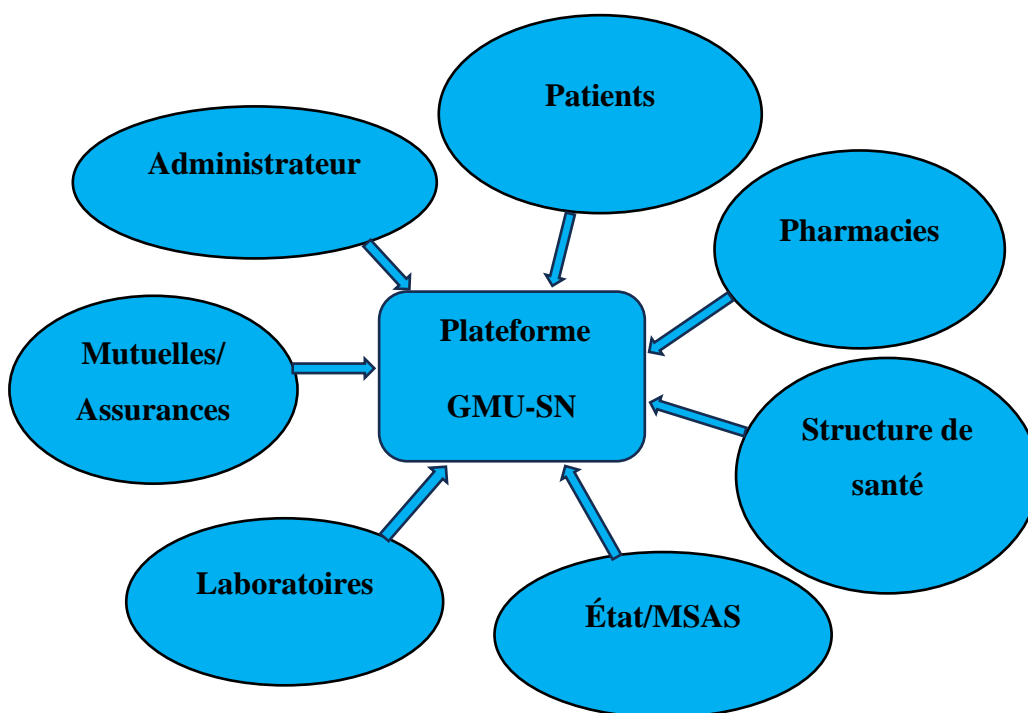 Patients
Administrateur
Pharmacies
Plateforme
GMU-SN
Mutuelles/
Assurances
Structure de
santé
Laboratoires
État/MSAS